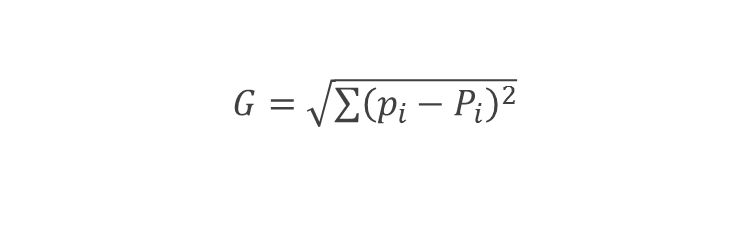 G = √∑(pᵢ − Pᵢ)²